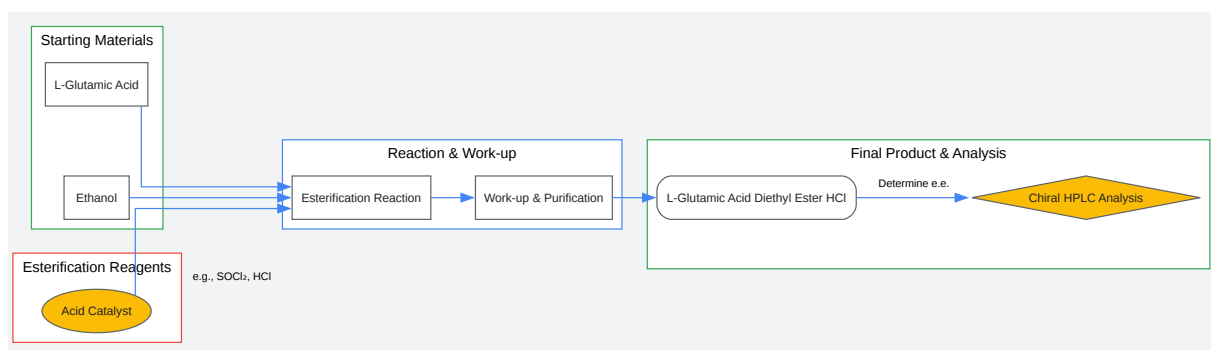 Starting Materials
L-Glutamic Acid
Ethanol
Esterification Reagents
Acid Catalyst
e.g., SOCl₂, HCl
Reaction & Work-up
Esterification Reaction
Work-up & Purification
Final Product & Analysis
L-Glutamic Acid Diethyl Ester HCl
Determine e.e.
Chiral HPLC Analysis